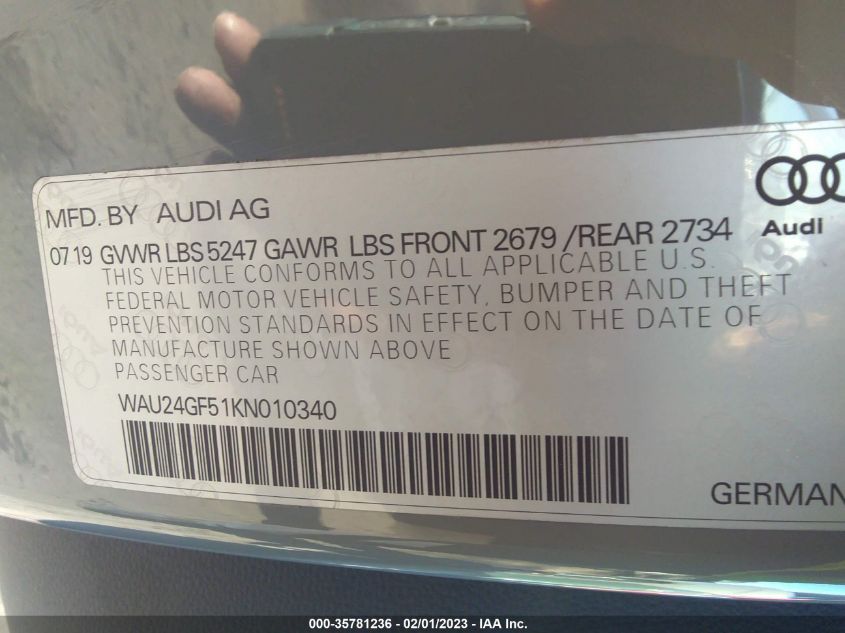 MFD. BY AUDI AG
Audi
07 19 GVWR LBS 5247 GAWR LBS FRONT 2679 /REAR 2734
THIS VEHICLE CONFORMS TO ALL APPLICABLE U.S.
FEDERAL MOTOR VEHICLE SAFETY, BUMPER AND THEFT
PREVENTION STANDARDS IN EFFECT ON THE DATE OF
MANUFACTURE SHOWN ABOVE
PASSENGER CAR
WAU24GF51KN010340
GERMAN
000-35781236 - 02/01/2023 - IAA Inc.